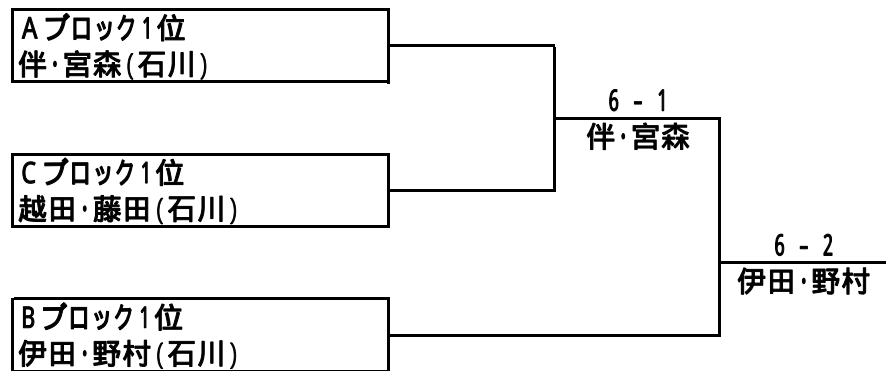 Aブロック1位
伴・宮森(石川)
6 - 1
伴・宮森
Cブロック1位
越田・藤田(石川)
6 - 2
伊田・野村
Bブロック1位
伊田・野村(石川)